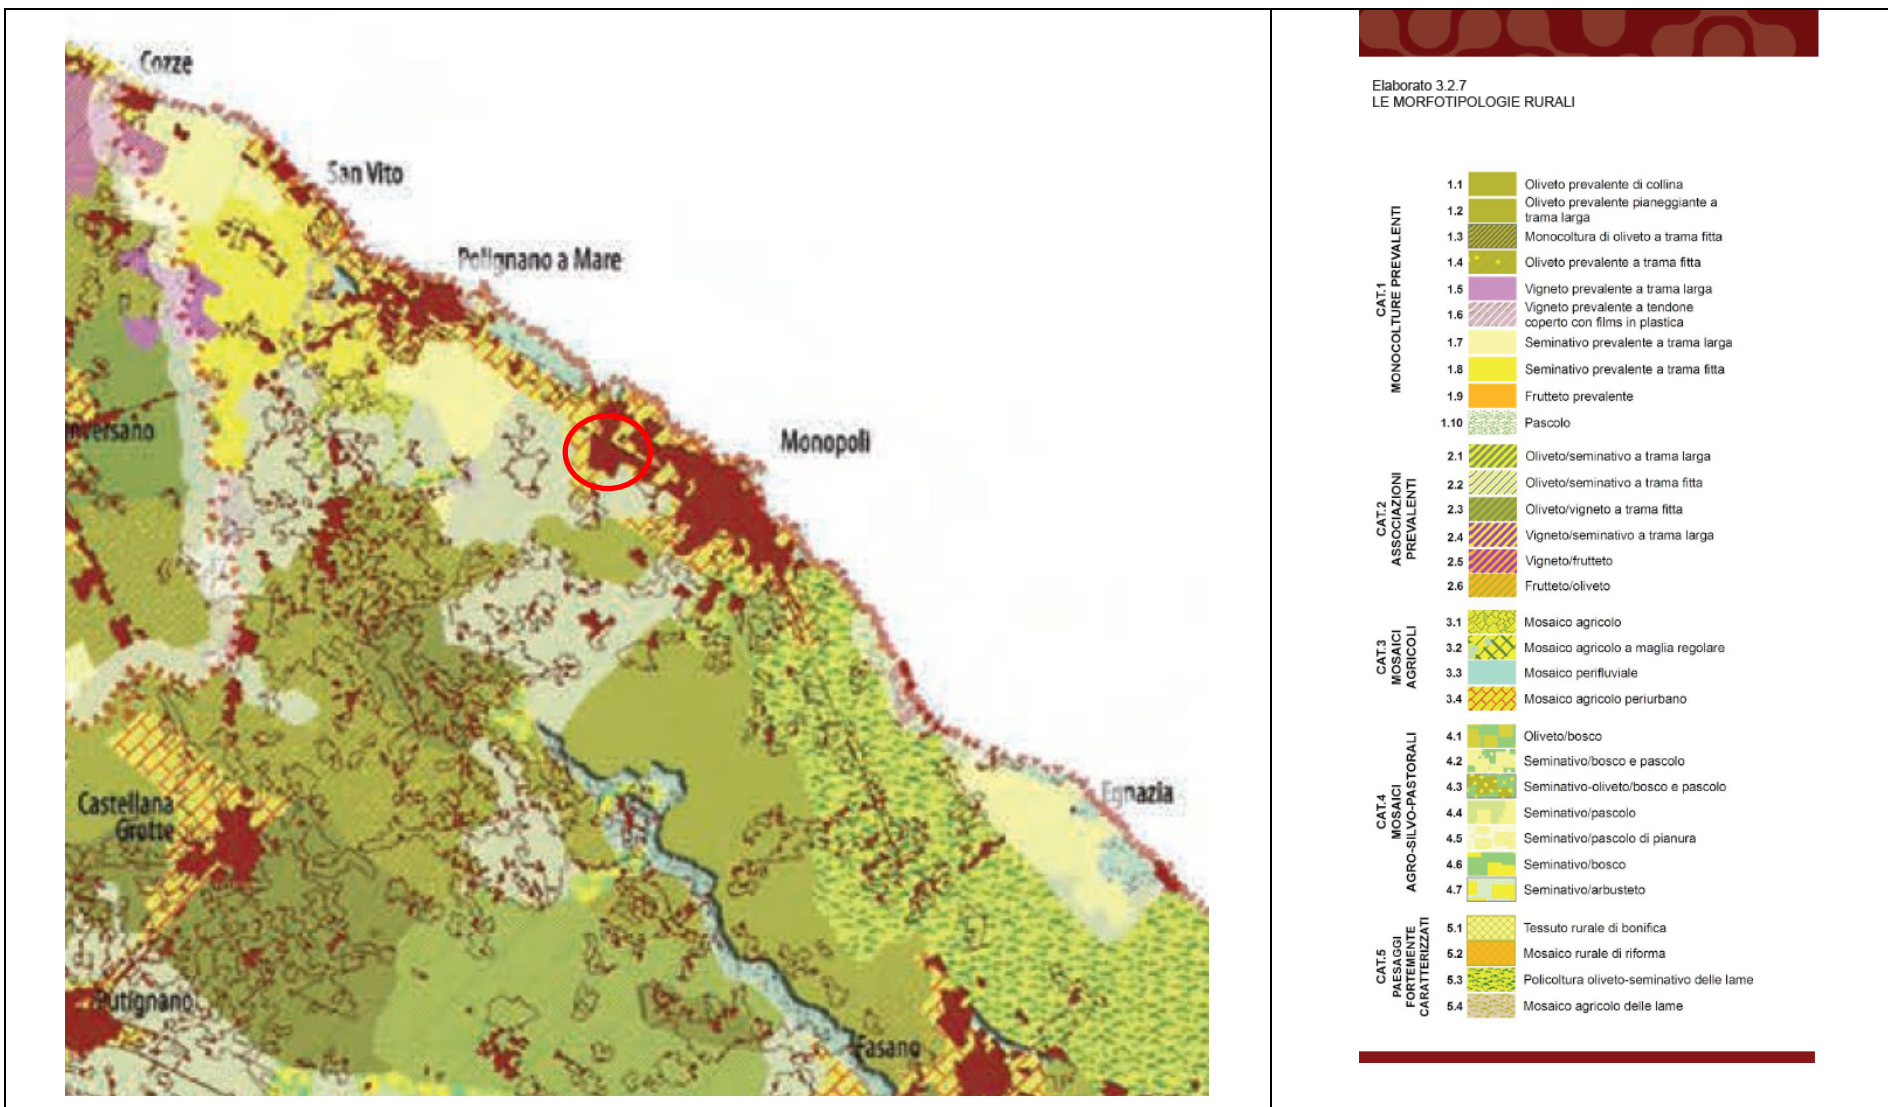 Cozze
San Vito
Polignano a Mare
Monopoli
nversano
Castellana
Grotte
Putignano
Fasano
Egnazia
Elaborato 3.2.7
LE MORFOTIPOLOGIE RURALI
CAT.1
MONOCOLTURE PREVALENTI
1.1 Oliveto prevalente di collina
1.2 Oliveto prevalente pianeggiante a
trama larga
1.3 Monocoltura di oliveto a trama fitta
1.4 Oliveto prevalente a trama fitta
1.5 Vigneto prevalente a trama larga
1.6 Vigneto prevalente a tendone
coperto con films in plastica
1.7 Seminativo prevalente a trama larga
1.8 Seminativo prevalente a trama fitta
1.9 Frutteto prevalente
1.10 Pascolo
CAT.2
ASSOCIAZIONI
PREVALENTI
2.1 Oliveto/seminativo a trama larga
2.2 Oliveto/seminativo a trama fitta
2.3 Oliveto/vigneto a trama fitta
2.4 Vigneto/seminativo a trama larga
2.5 Vigneto/frutteto
2.6 Frutteto/oliveto
CAT.3
MOSAICI
AGRICOLI
3.1 Mosaico agricolo
3.2 Mosaico agricolo a maglia regolare
3.3 Mosaico perifluviale
3.4 Mosaico agricolo periurbano
CAT.4
MOSAICI
AGRO-SILVO-PASTORALI
4.1 Oliveto/bosco
4.2 Seminativo/bosco e pascolo
4.3 Seminativo-oliveto/bosco e pascolo
4.4 Seminativo/pascolo
4.5 Seminativo/pascolo di pianura
4.6 Seminativo/bosco
4.7 Seminativo/arbusteto
CAT.5
PAESAGGI
FORTEMENTE
CARATTERIZZATI
5.1 Tessuto rurale di bonifica
5.2 Mosaico rurale di riforma
5.3 Policoltura oliveto-seminativo delle lame
5.4 Mosaico agricolo delle lame